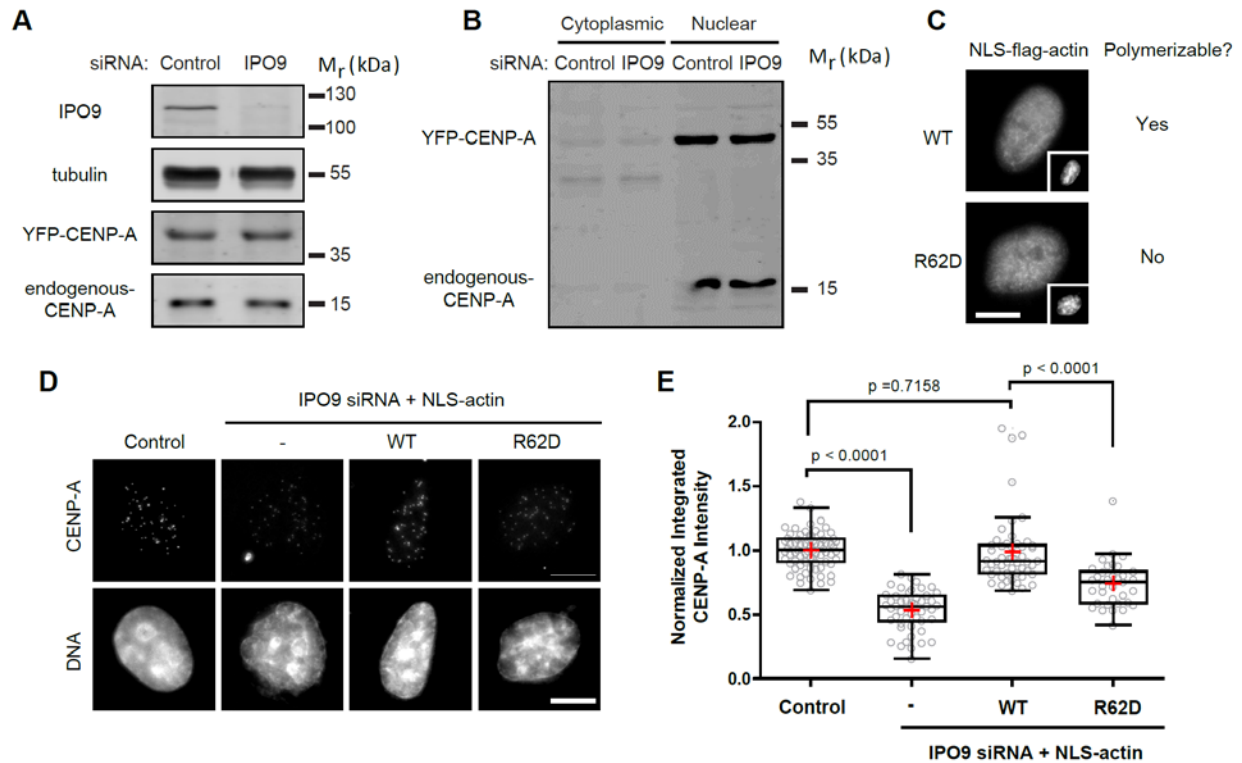 A
siRNA: Control IPO9 Mr (kDa)
IPO9
130
100
tubulin
55
YFP-CENP-A
35
endogenous-
CENP-A
15
B
Cytoplasmic Nuclear
siRNA: Control IPO9 Control IPO9 Mr (kDa)
YFP-CENP-A
55
35
endogenous-
CENP-A
15
C
NLS-flag-actin Polymerizable?
WT Yes
R62D No
D
IPO9 siRNA + NLS-actin
Control - WT R62D
CENP-A
DNA
E
p < 0.0001
p =0.7158
p < 0.0001
Normalized Integrated
CENP-A Intensity
2.0
1.5
1.0
0.5
0.0
Control - WT R62D
IPO9 siRNA + NLS-actin